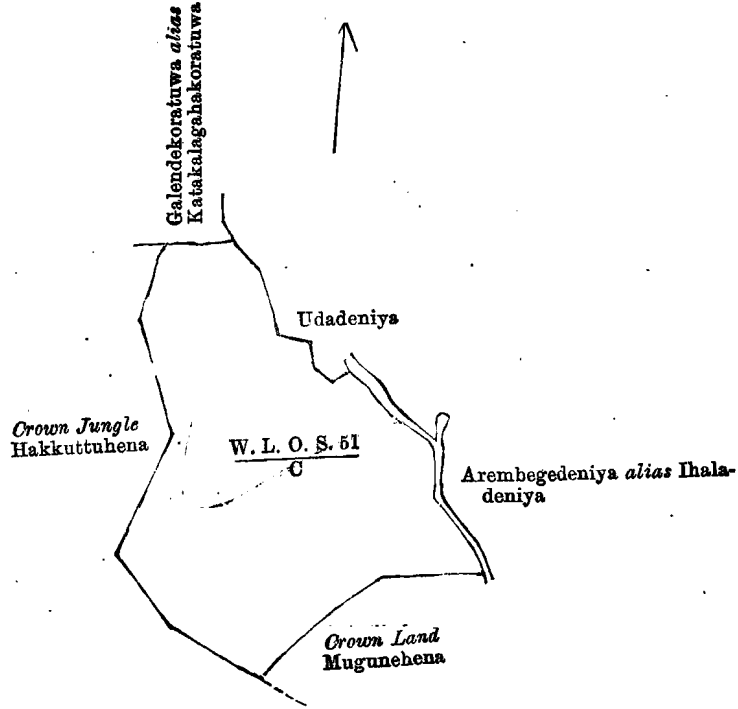 Galendekoratuwa alias
Katakalagahakoratuwa
Udadeniya
Crown Jungle
Hakkuttuhena
W. L. O. S. 51
C
Arembegedeniya alias Ihala-
deniya
Crown Land
Mugunehena